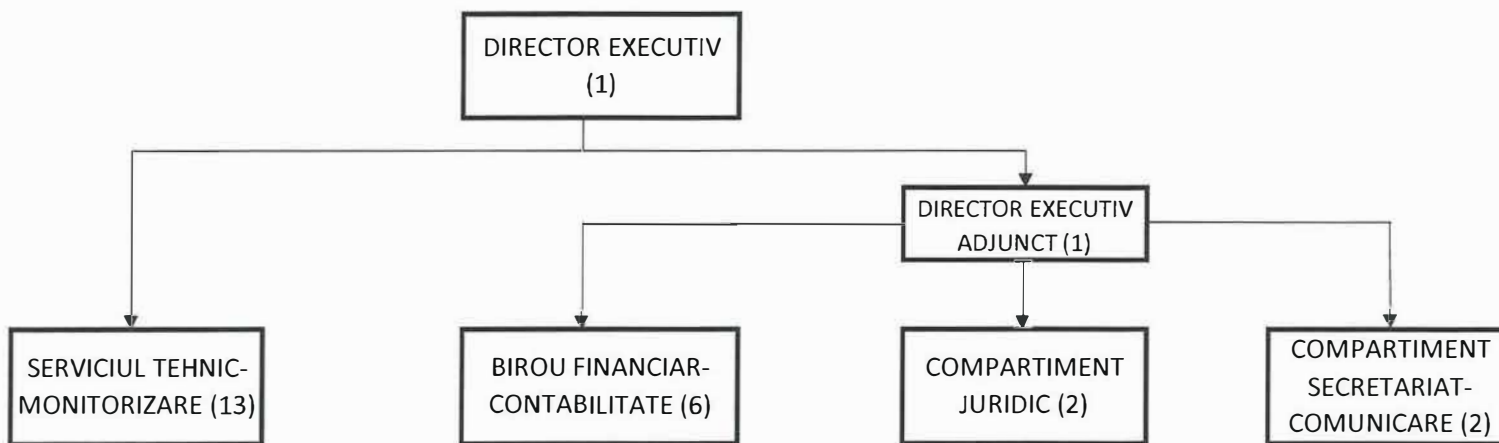 DIRECTOR EXECUTIV
(1)
DIRECTOR EXECUTIV
ADJUNCT (1)
SERVICIUL TEHNIC-
MONITORIZARE (13)
BIROU FINANCIAR-
CONTABILITATE (6)
COMPARTIMENT
JURIDIC (2)
COMPARTIMENT
SECRETARIAT-
COMUNICARE (2)